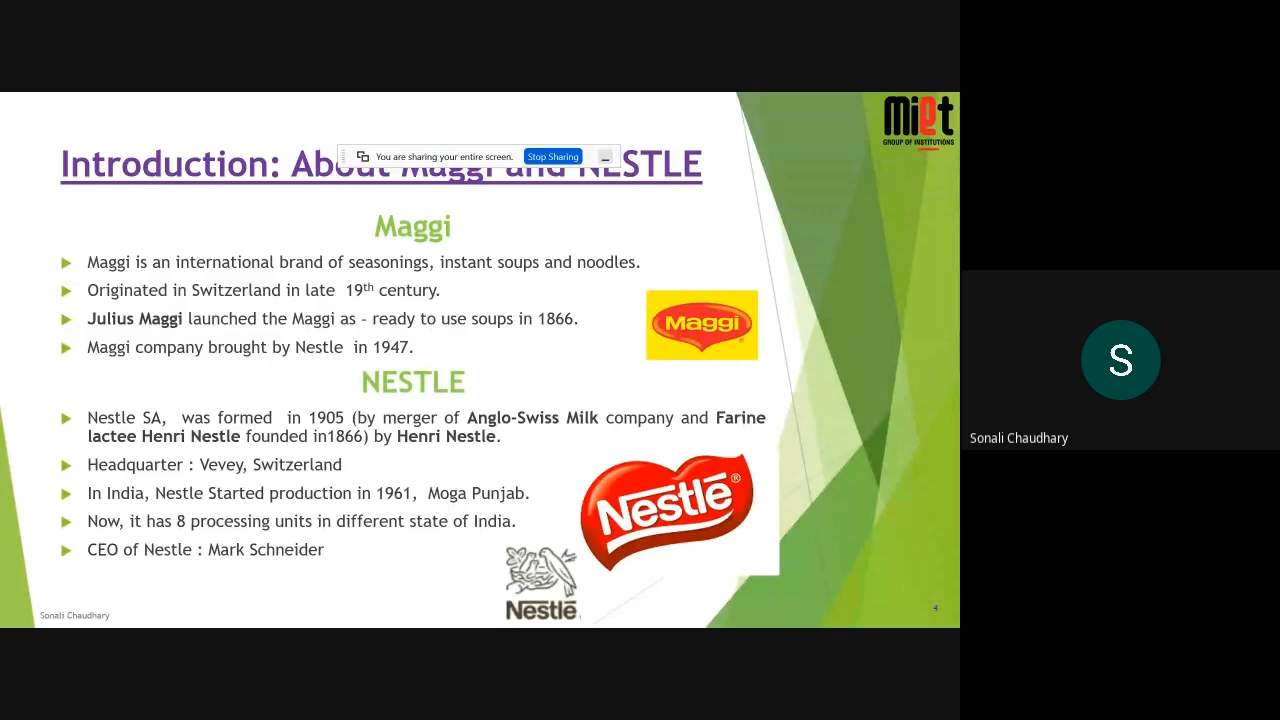 miet
GROUP OF INSTITUTIONS
You are sharing your entire screen. Stop Sharing
Introduction: About Maggi and NESTLE
Maggi
Maggi is an international brand of seasonings, instant soups and noodles.
Originated in Switzerland in late 19th century.
Julius Maggi launched the Maggi as - ready to use soups in 1866.
Maggi company brought by Nestle in 1947.
Maggi
NESTLE
Nestle SA, was formed in 1905 (by merger of Anglo-Swiss Milk company and Farine
lactee Henri Nestle founded in1866) by Henri Nestle.
Headquarter : Vevey, Switzerland
In India, Nestle Started production in 1961, Moga Punjab.
Now, it has 8 processing units in different state of India.
CEO of Nestle : Mark Schneider
Nestlé®
Nestlé
Sonali Chaudhary
4
S
Sonali Chaudhary